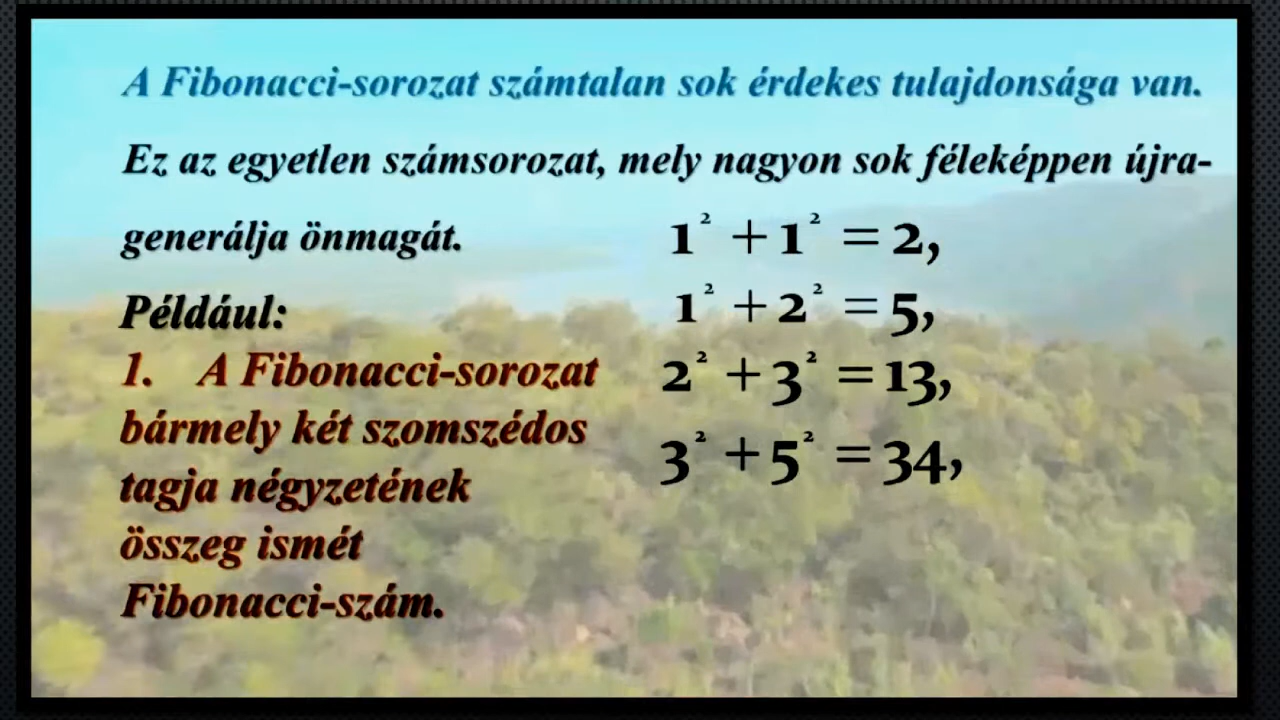 A Fibonacci-sorozat számtalan sok érdekes tulajdonsága van.
Ez az egyetlen számsorozat, mely nagyon sok féleképpen újra-
generálja önmagát.
Például:
1. A Fibonacci-sorozat
bármely két szomszédos
tagja négyzetének
összeg ismét
Fibonacci-szám.
1² + 1² = 2,
1² + 2² = 5,
2² + 3² = 13,
3² + 5² = 34,